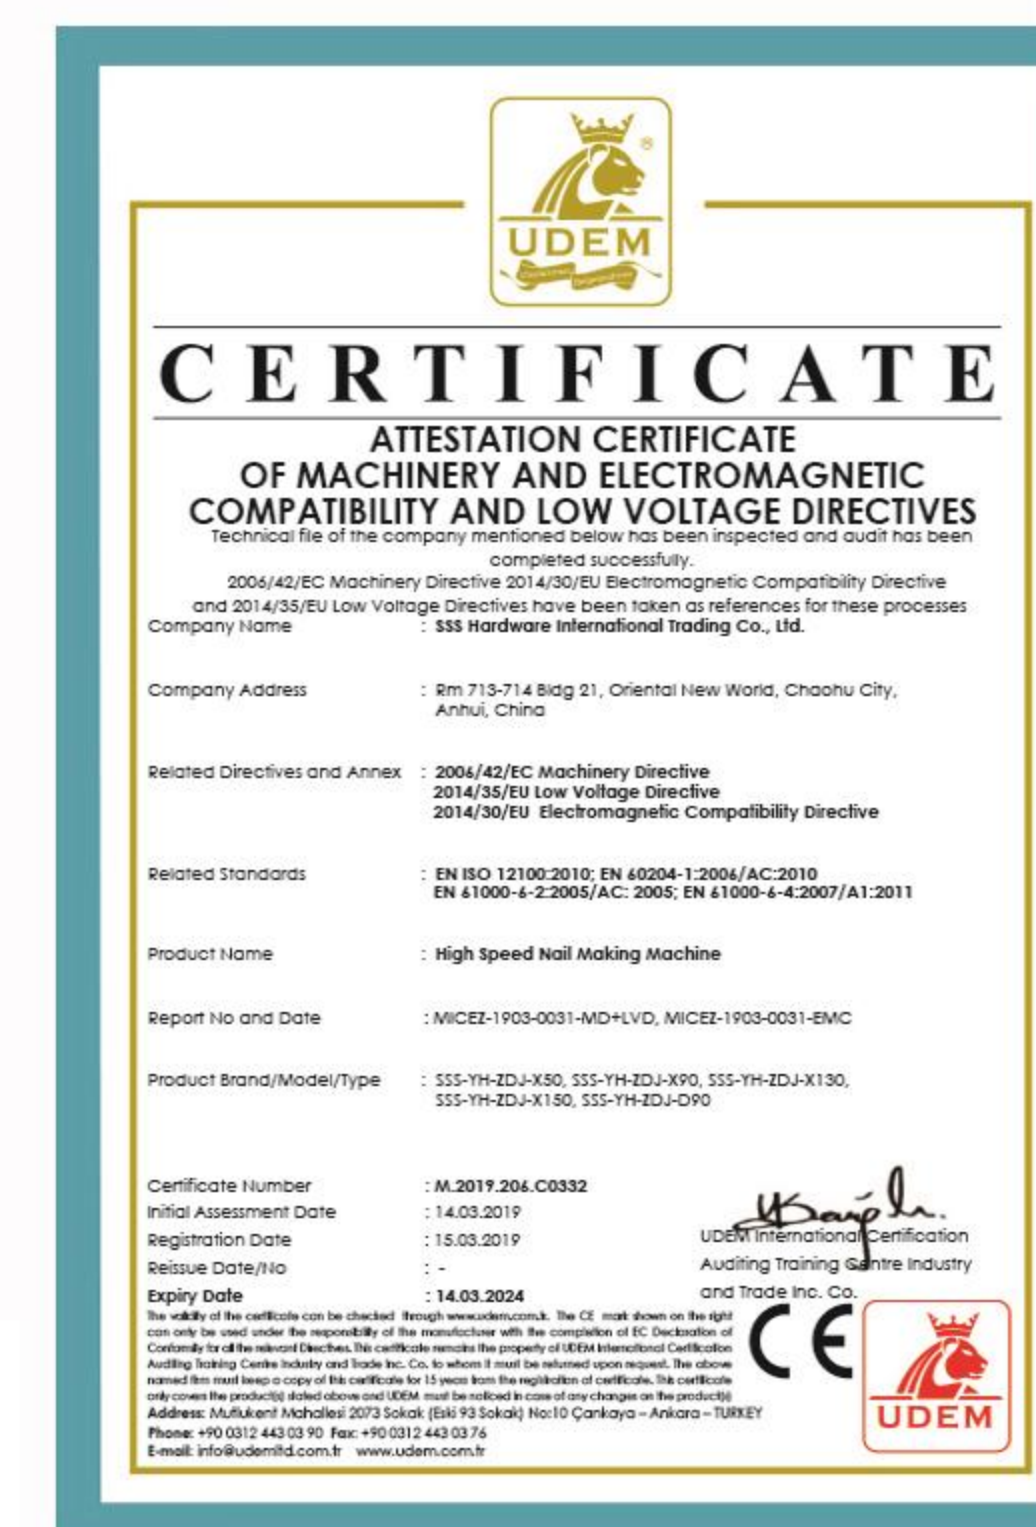 ®
UDEM
CERTIFICATE
ATTESTATION CERTIFICATE
OF MACHINERY AND ELECTROMAGNETIC
COMPATIBILITY AND LOW VOLTAGE DIRECTIVES
Technical file of the company mentioned below has been inspected and audit has been
completed successfully.
2006/42/EC Machinery Directive 2014/30/EU Electromagnetic Compatibility Directive
and 2014/35/EU Low Voltage Directives have been taken as references for these processes
Company Name : SSS Hardware International Trading Co., Ltd.
Company Address : Rm 713-714 Bldg 21, Oriental New World, Chaohu City,
Anhui, China
Related Directives and Annex : 2006/42/EC Machinery Directive
2014/35/EU Low Voltage Directive
2014/30/EU Electromagnetic Compatibility Directive
Related Standards : EN ISO 12100:2010; EN 60204-1:2006/AC:2010
EN 61000-6-2:2005/AC: 2005; EN 61000-6-4:2007/A1:2011
Product Name : High Speed Nail Making Machine
Report No and Date : MICEZ-1903-0031-MD+LVD, MICEZ-1903-0031-EMC
Product Brand/Model/Type : SSS-YH-ZDJ-X50, SSS-YH-ZDJ-X90, SSS-YH-ZDJ-X130,
SSS-YH-ZDJ-X150, SSS-YH-ZDJ-D90
Certificate Number : M.2019.206.C0332
Initial Assessment Date : 14.03.2019
Registration Date : 15.03.2019
Reissue Date/No : -
Expiry Date : 14.03.2024
UDEM International Certification
Auditing Training Centre Industry
and Trade Inc. Co.
The validity of the certificate can be checked through www.udem.com.tr. The CE mark shown on the right
can only be used under the responsibility of the manufacturer with the completion of EC Declaration of
Conformity for all the relevant Directives. This certificate remains the property of UDEM International Certification
Auditing Training Centre Industry and Trade Inc. Co. to whom it must be returned upon request. The above
named firm must keep a copy of this certificate for 15 years from the registration of certificate. This certificate
only covers the product(s) stated above and UDEM must be noticed in case of any changes on the product(s)
Address: Mutlukent Mahallesi 2073 Sokak (Eski 93 Sokak) No:10 Çankaya – Ankara – TURKEY
Phone: +90 0312 443 03 90 Fax: +90 0312 443 03 76
E-mail: info@udemltd.com.tr www.udem.com.tr
CE
UDEM